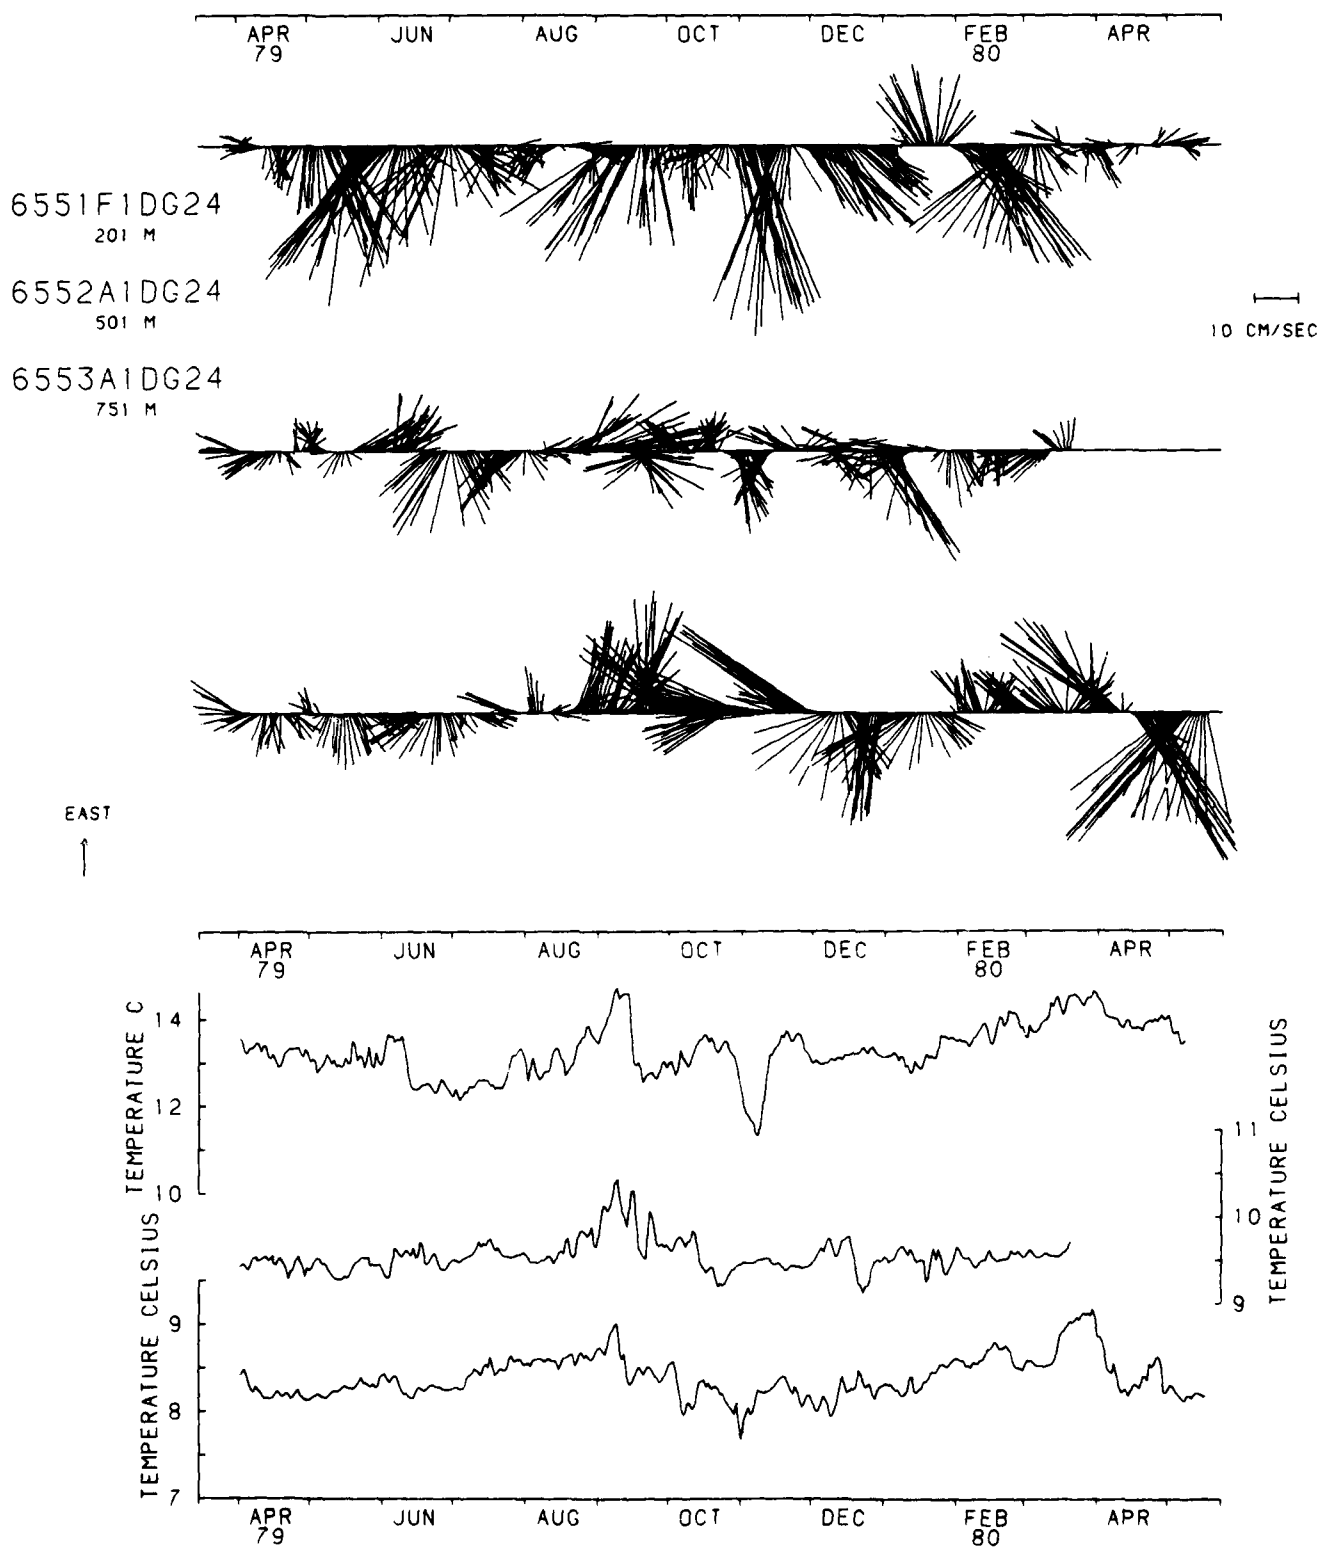 APR JUN AUG OCT DEC FEB APR
79 80
6551F1DG24
201 M
6552A1DG24
501 M
10 CM/SEC
6553A1DG24
751 M
EAST
APR JUN AUG OCT DEC FEB APR
79 80
TEMPERATURE C
14
12
10
TEMPERATURE CELSIUS
11
10
9
TEMPERATURE CELSIUS
9
8
7
APR JUN AUG OCT DEC FEB APR
79 80